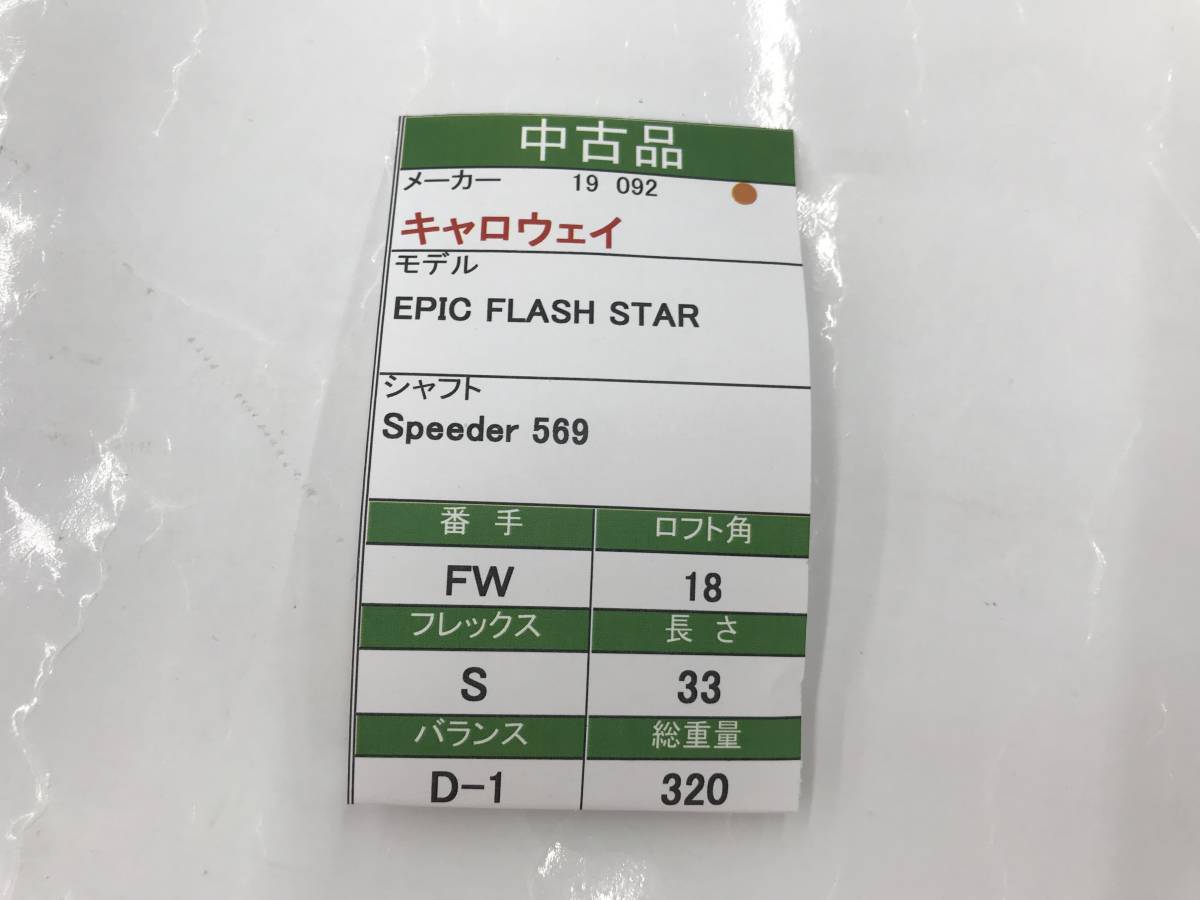 中古品
メーカー 19 092
キャロウェイ
モデル
EPIC FLASH STAR
シャフト
Speeder 569
番 手 ロフト角
FW 18
フレックス 長 さ
S 33
バランス 総重量
D-1 320